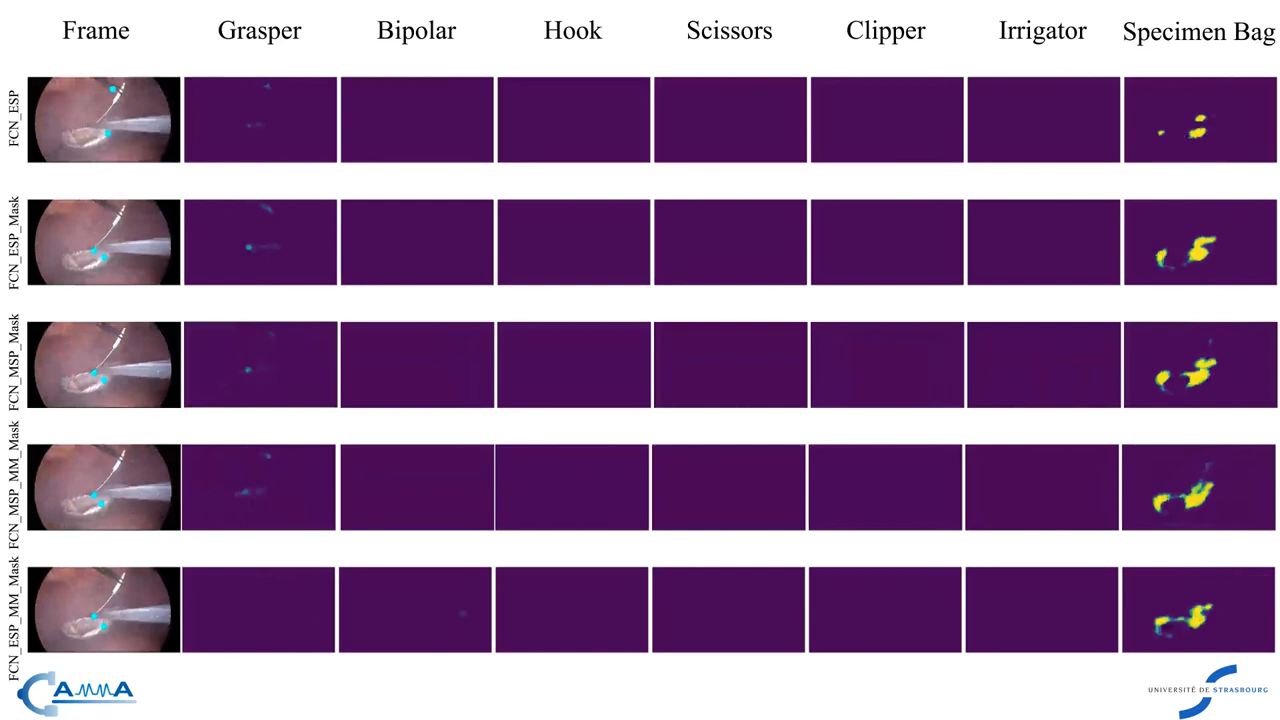 Frame Grasper Bipolar Hook Scissors Clipper Irrigator Specimen Bag
FCN_ESP
FCN_ESP_Mask
FCN_MSP_Mask
FCN_MSP_MM_Mask
FCN_ESP_MM_Mask
CAMMA
UNIVERSITÉ DE STRASBOURG